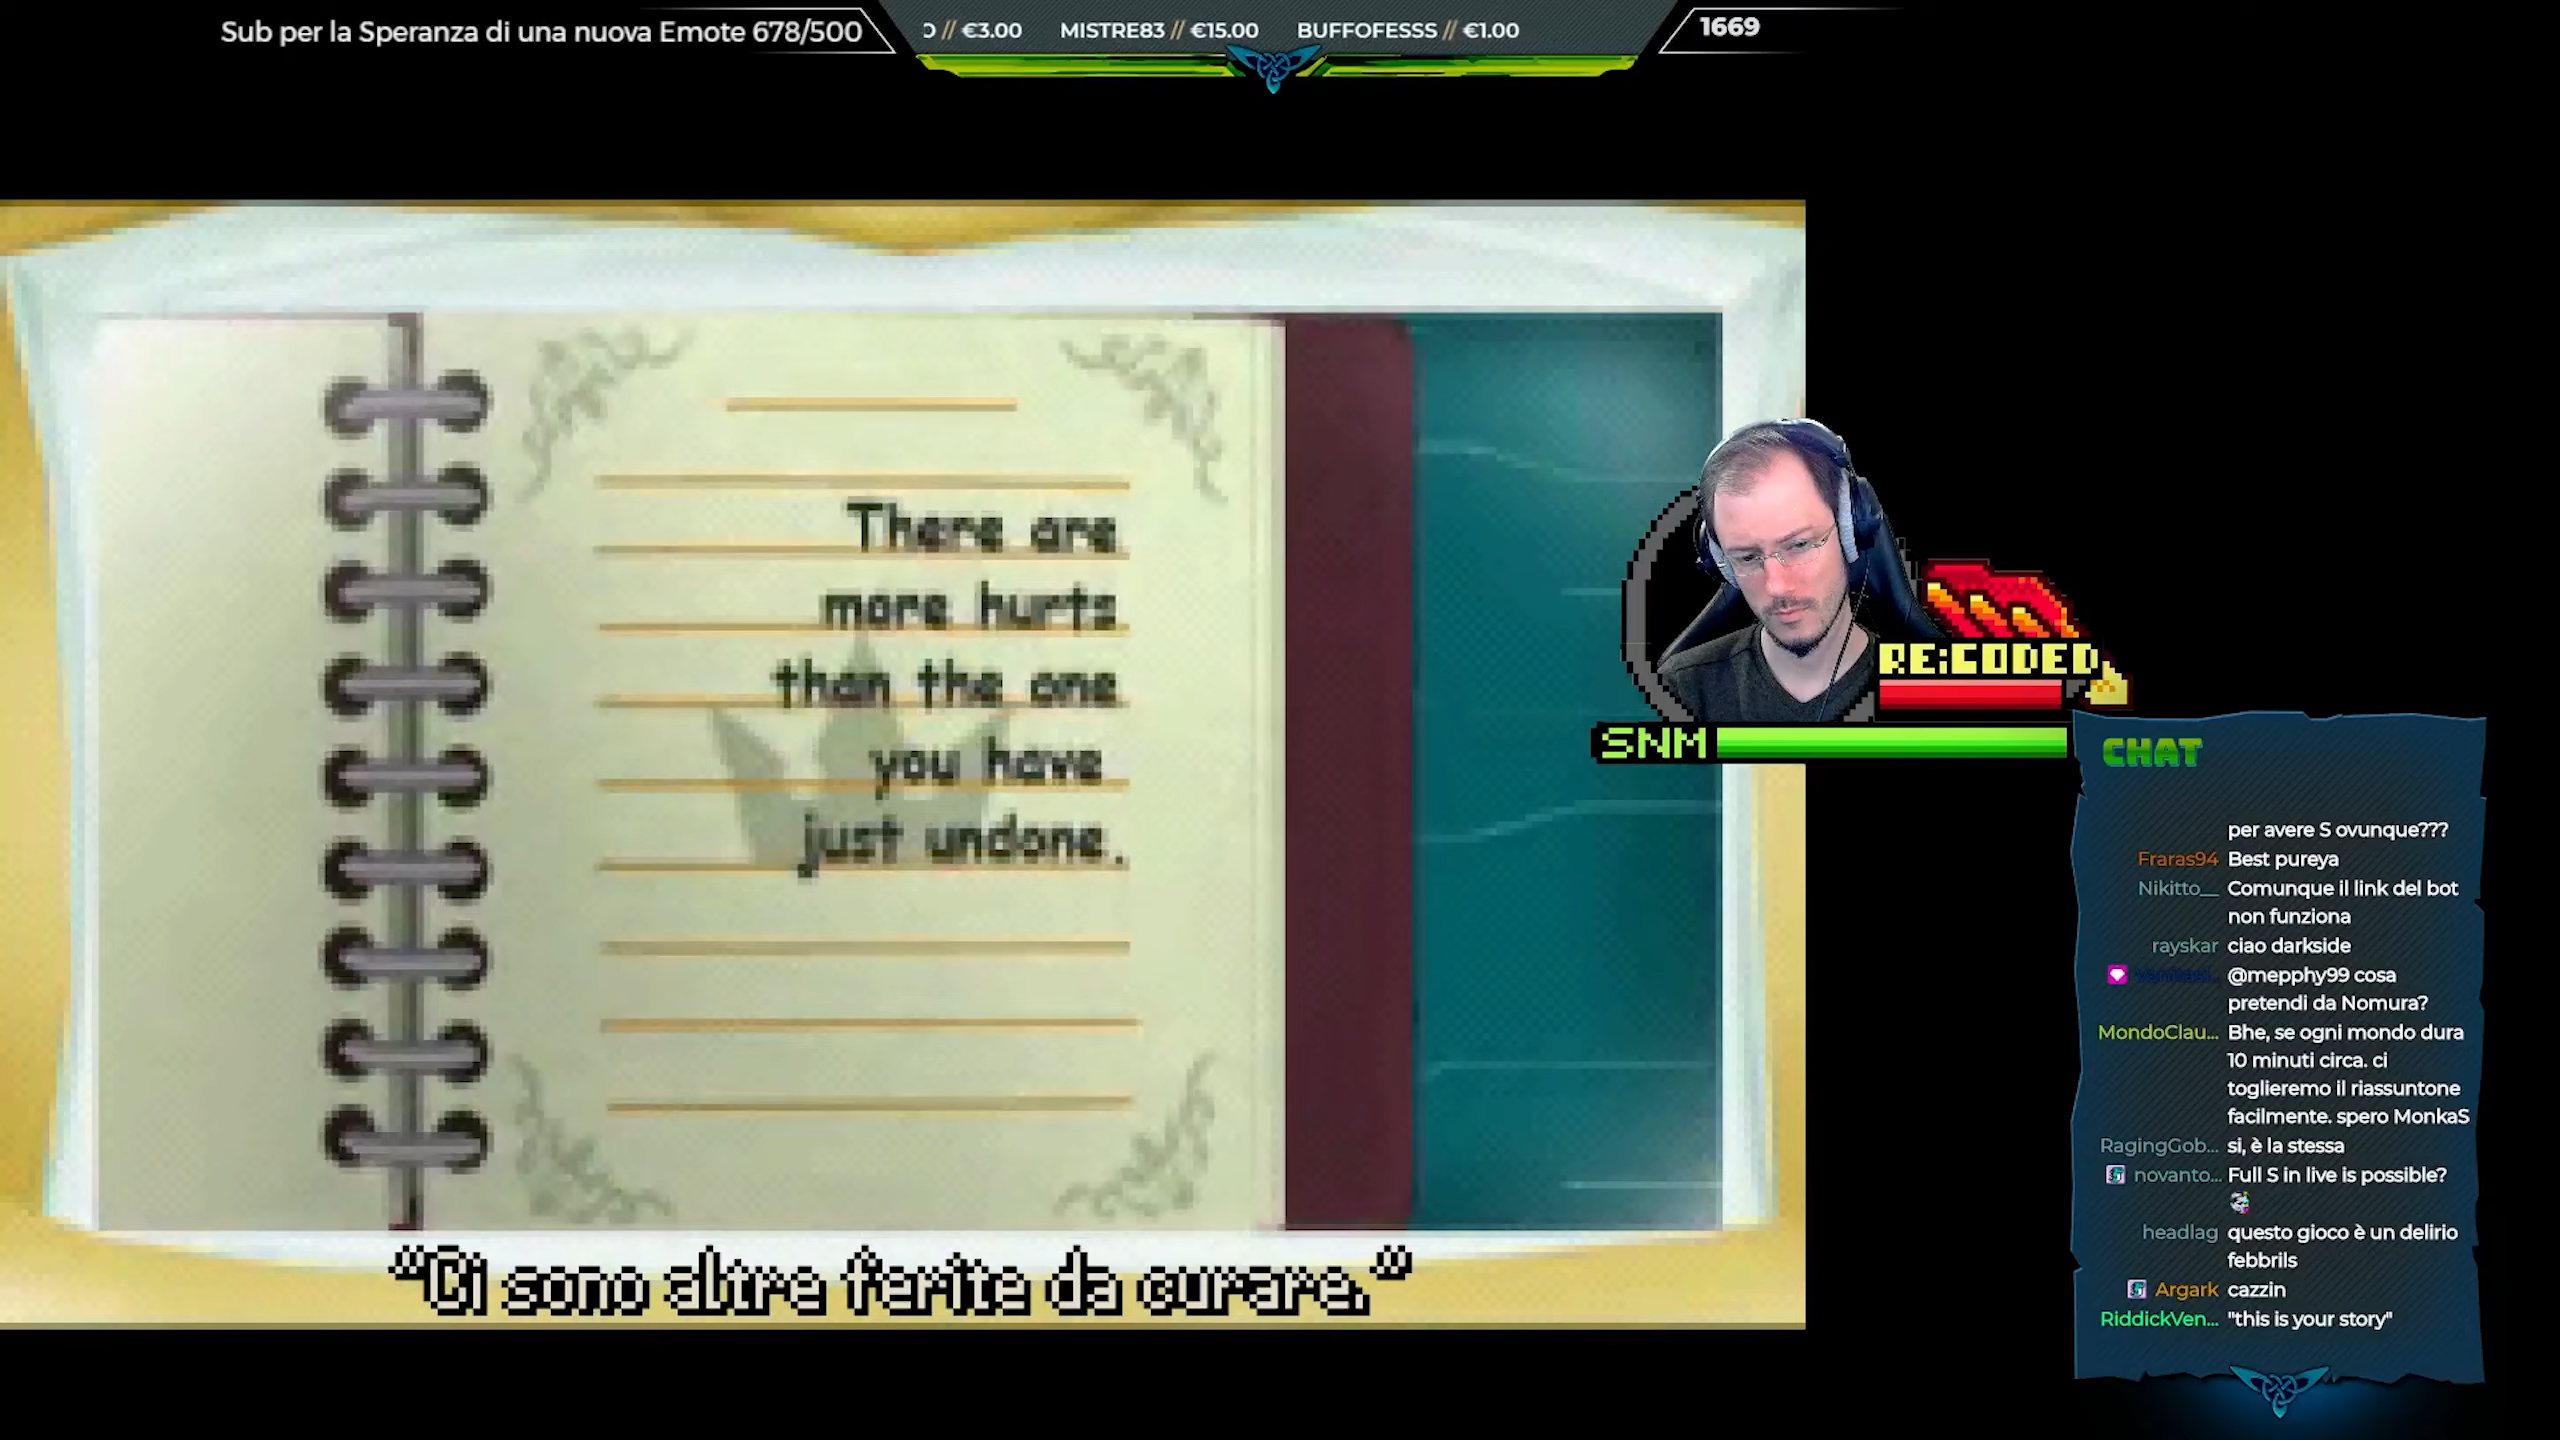 Sub per la Speranza di una nuova Emote 678/500
// €3.00 MISTRE83 // €15.00 BUFFOFESSS // €1.00
1669
There are
more hurts
than the one
you have
just undone.
"Ci sono altre ferite da curare."
RE:CODED
SNM
CHAT
per avere S ovunque???
Fraras94 Best pureya
Nikitto__ Comunque il link del bot
non funziona
rayskar ciao darkside
@mepphy99 cosa
pretendi da Nomura?
MondoClau... Bhe, se ogni mondo dura
10 minuti circa. ci
toglieremo il riassuntone
facilmente. spero MonkaS
RagingGob... si, è la stessa
novanto... Full S in live is possible?
headlag questo gioco è un delirio
febbrils
Argark cazzin
RiddickVen... "this is your story"